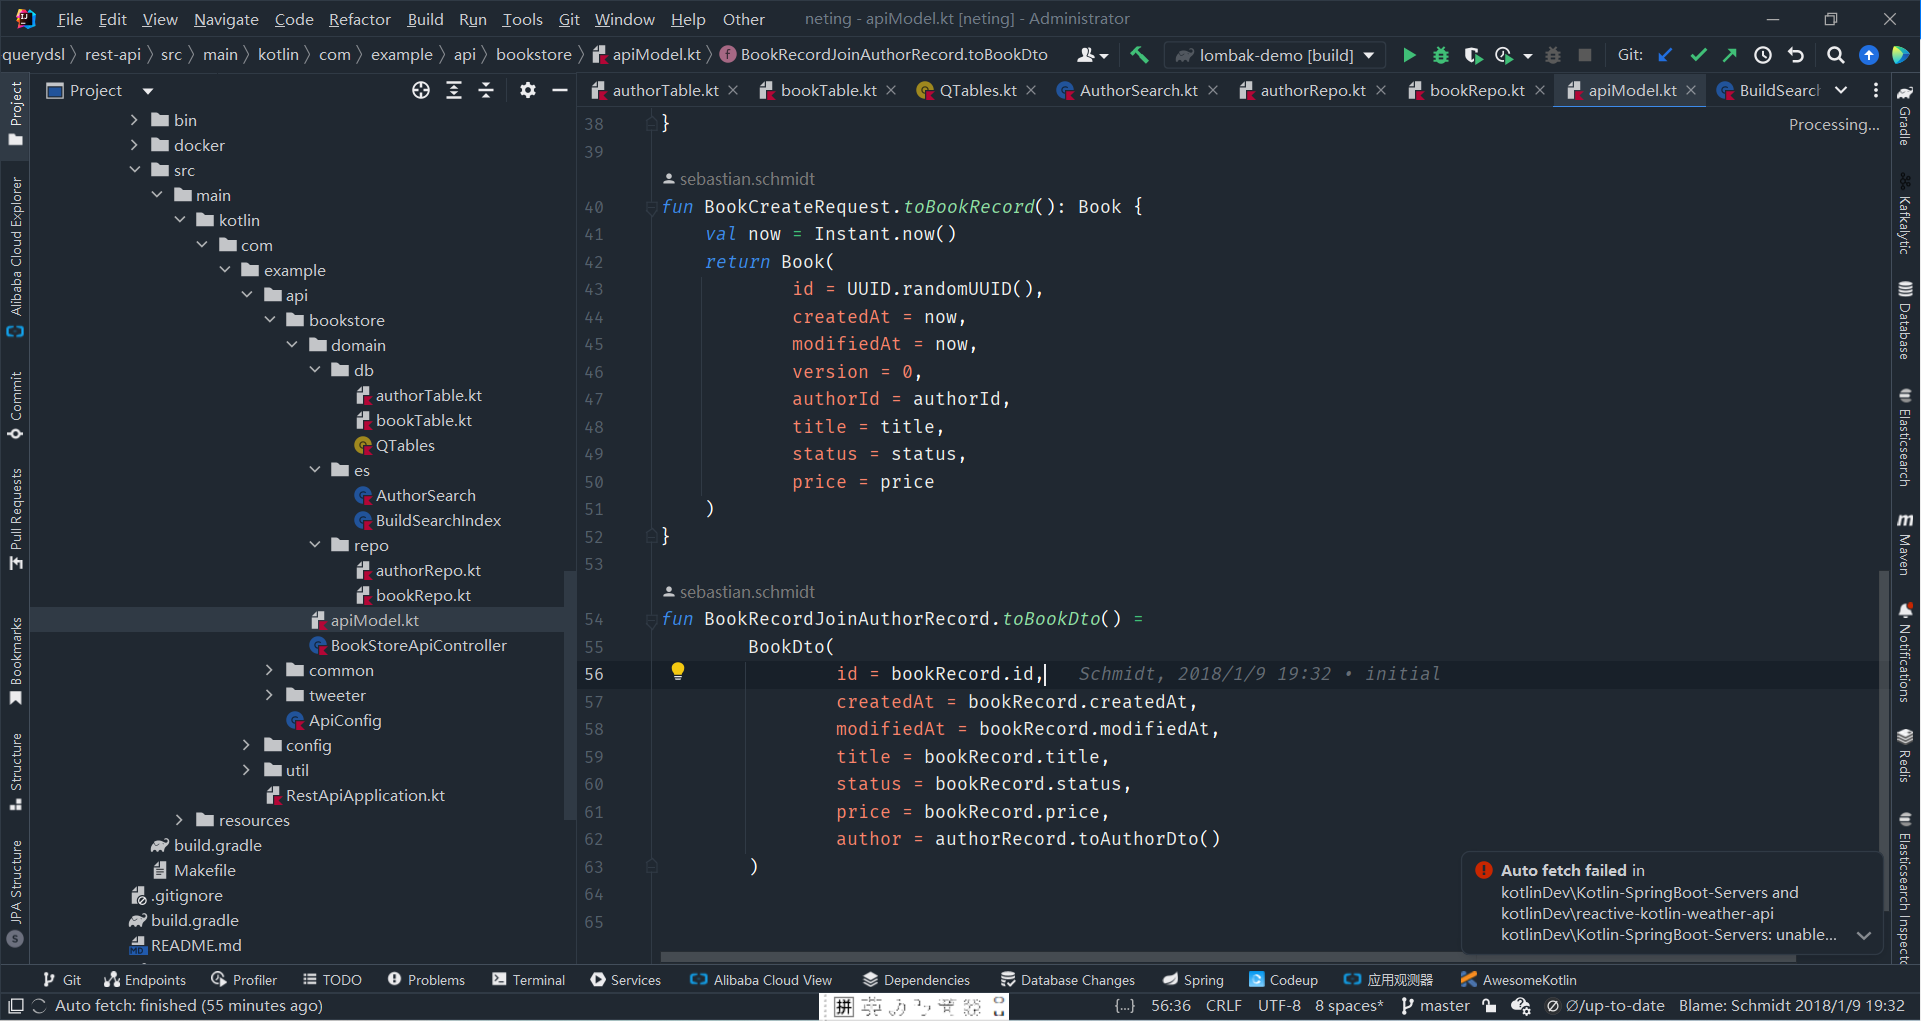 File Edit View Navigate Code Refactor Build Run Tools Git Window Help Other neting - apiModel.kt [neting] - Administrator
querydsl rest-api src main kotlin com example api bookstore apiModel.kt BookRecordJoinAuthorRecord.toBookDto lombak-demo [build] Git:
Project
authorTable.kt bookTable.kt QTables.kt AuthorSearch.kt authorRepo.kt bookRepo.kt apiModel.kt BuildSearch
Processing...
Project
Alibaba Cloud Explorer
Commit
Pull Requests
Bookmarks
Structure
JPA Structure
bin
docker
src
main
kotlin
com
example
api
bookstore
domain
db
authorTable.kt
bookTable.kt
QTables
es
AuthorSearch
BuildSearchIndex
repo
authorRepo.kt
bookRepo.kt
apiModel.kt
BookStoreApiController
common
tweeter
ApiConfig
config
util
RestApiApplication.kt
resources
build.gradle
Makefile
.gitignore
build.gradle
README.md
38 }
39
sebastian.schmidt
40 fun BookCreateRequest.toBookRecord(): Book {
41 val now = Instant.now()
42 return Book(
43 id = UUID.randomUUID(),
44 createdAt = now,
45 modifiedAt = now,
46 version = 0,
47 authorId = authorId,
48 title = title,
49 status = status,
50 price = price
51 )
52 }
53
sebastian.schmidt
54 fun BookRecordJoinAuthorRecord.toBookDto() =
55 BookDto(
56 id = bookRecord.id, Schmidt, 2018/1/9 19:32 • initial
57 createdAt = bookRecord.createdAt,
58 modifiedAt = bookRecord.modifiedAt,
59 title = bookRecord.title,
60 status = bookRecord.status,
61 price = bookRecord.price,
62 author = authorRecord.toAuthorDto()
63 )
64
65
Gradle
Kafkalytic
Database
Elasticsearch
Maven
Notifications
Redis
Elasticsearch Inspecto
Auto fetch failed in
kotlinDev\Kotlin-SpringBoot-Servers and
kotlinDev\reactive-kotlin-weather-api
kotlinDev\Kotlin-SpringBoot-Servers: unable...
Git Endpoints Profiler TODO Problems Terminal Services Alibaba Cloud View Dependencies Database Changes Spring Codeup 应用观测器 AwesomeKotlin
Auto fetch: finished (55 minutes ago) 拼 {...} 56:36 CRLF UTF-8 8 spaces* master Ø/up-to-date Blame: Schmidt 2018/1/9 19:32